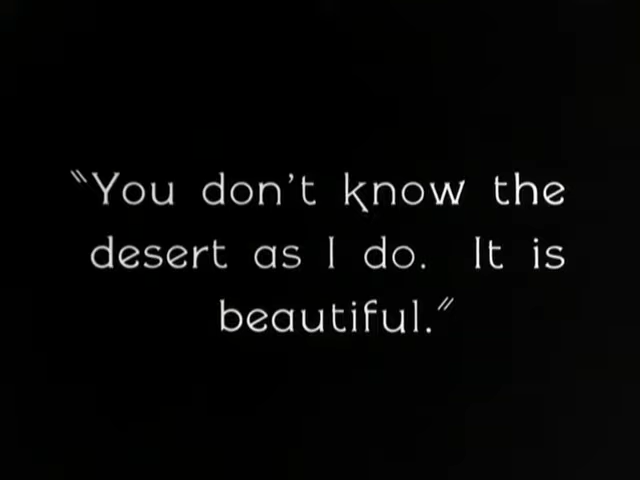 "You don't know the
desert as I do. It is
beautiful."